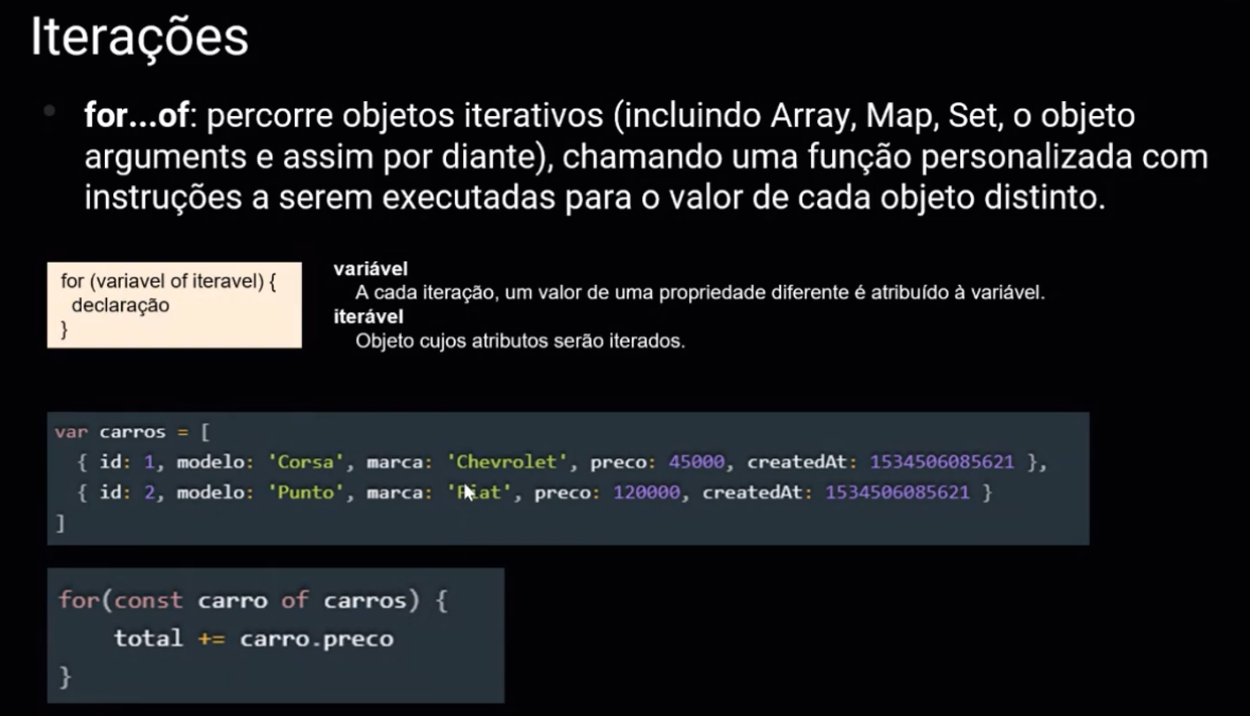 Iterações
for...of: percorre objetos iterativos (incluindo Array, Map, Set, o objeto
arguments e assim por diante), chamando uma função personalizada com
instruções a serem executadas para o valor de cada objeto distinto.
for (variavel of iteravel) {
declaração
}
variável
A cada iteração, um valor de uma propriedade diferente é atribuído à variável.
iterável
Objeto cujos atributos serão iterados.
var carros = [
{ id: 1, modelo: 'Corsa', marca: 'Chevrolet', preco: 45000, createdAt: 1534506085621 },
{ id: 2, modelo: 'Punto', marca: 'Fiat', preco: 120000, createdAt: 1534506085621 }
]
for(const carro of carros) {
total += carro.preco
}